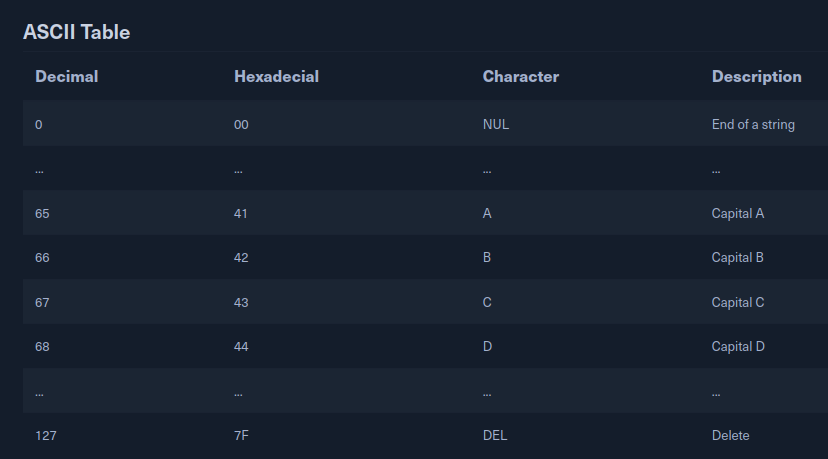 ASCII Table
Decimal Hexadecial Character Description
0 00 NUL End of a string
... ... ... ...
65 41 A Capital A
66 42 B Capital B
67 43 C Capital C
68 44 D Capital D
... ... ... ...
127 7F DEL Delete